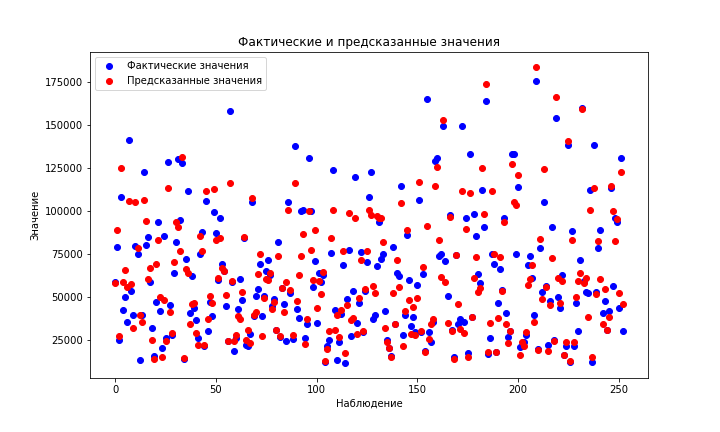 Фактические и предсказанные значения
Фактические значения
Предсказанные значения
Значение
175000
150000
125000
100000
75000
50000
25000
0
50
100
150
200
250
Наблюдение